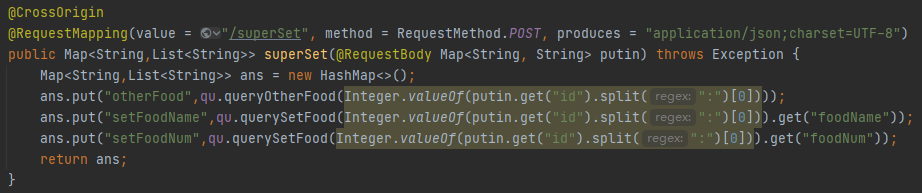 @CrossOrigin
@RequestMapping(value = "/superSet", method = RequestMethod.POST, produces = "application/json;charset=UTF-8")
public Map<String,List<String>> superSet(@RequestBody Map<String, String> putin) throws Exception {
    Map<String,List<String>> ans = new HashMap<>();
    ans.put("otherFood",qu.queryOtherFood(Integer.valueOf(putin.get("id").split( regex: ":")[0])));
    ans.put("setFoodName",qu.querySetFood(Integer.valueOf(putin.get("id").split( regex: ":")[0])).get("foodName"));
    ans.put("setFoodNum",qu.querySetFood(Integer.valueOf(putin.get("id").split( regex: ":")[0])).get("foodNum"));
    return ans;
}